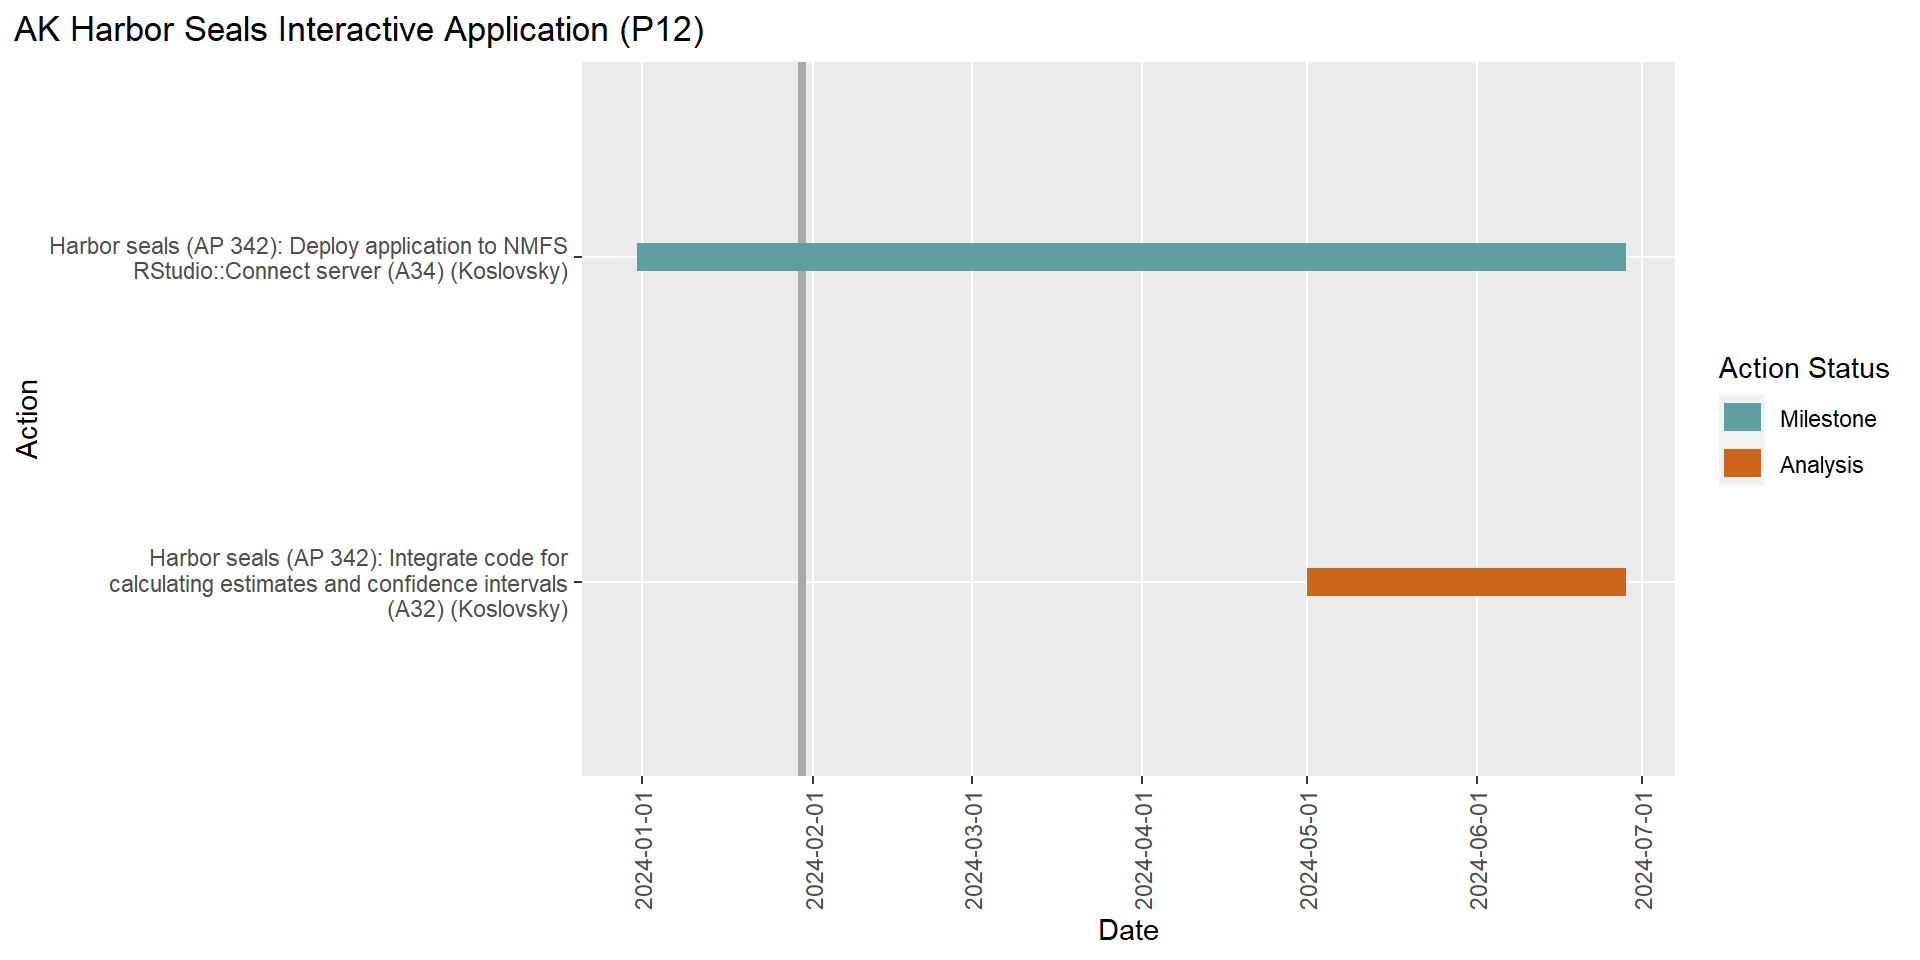 AK Harbor Seals Interactive Application (P12)
Harbor seals (AP 342): Deploy application to NMFS
RStudio::Connect server (A34) (Koslovsky)
Action
Harbor seals (AP 342): Integrate code for
calculating estimates and confidence intervals
(A32) (Koslovsky)
2024-01-01
2024-02-01
2024-03-01
2024-04-01
2024-05-01
2024-06-01
2024-07-01
Date
Action Status
Milestone
Analysis